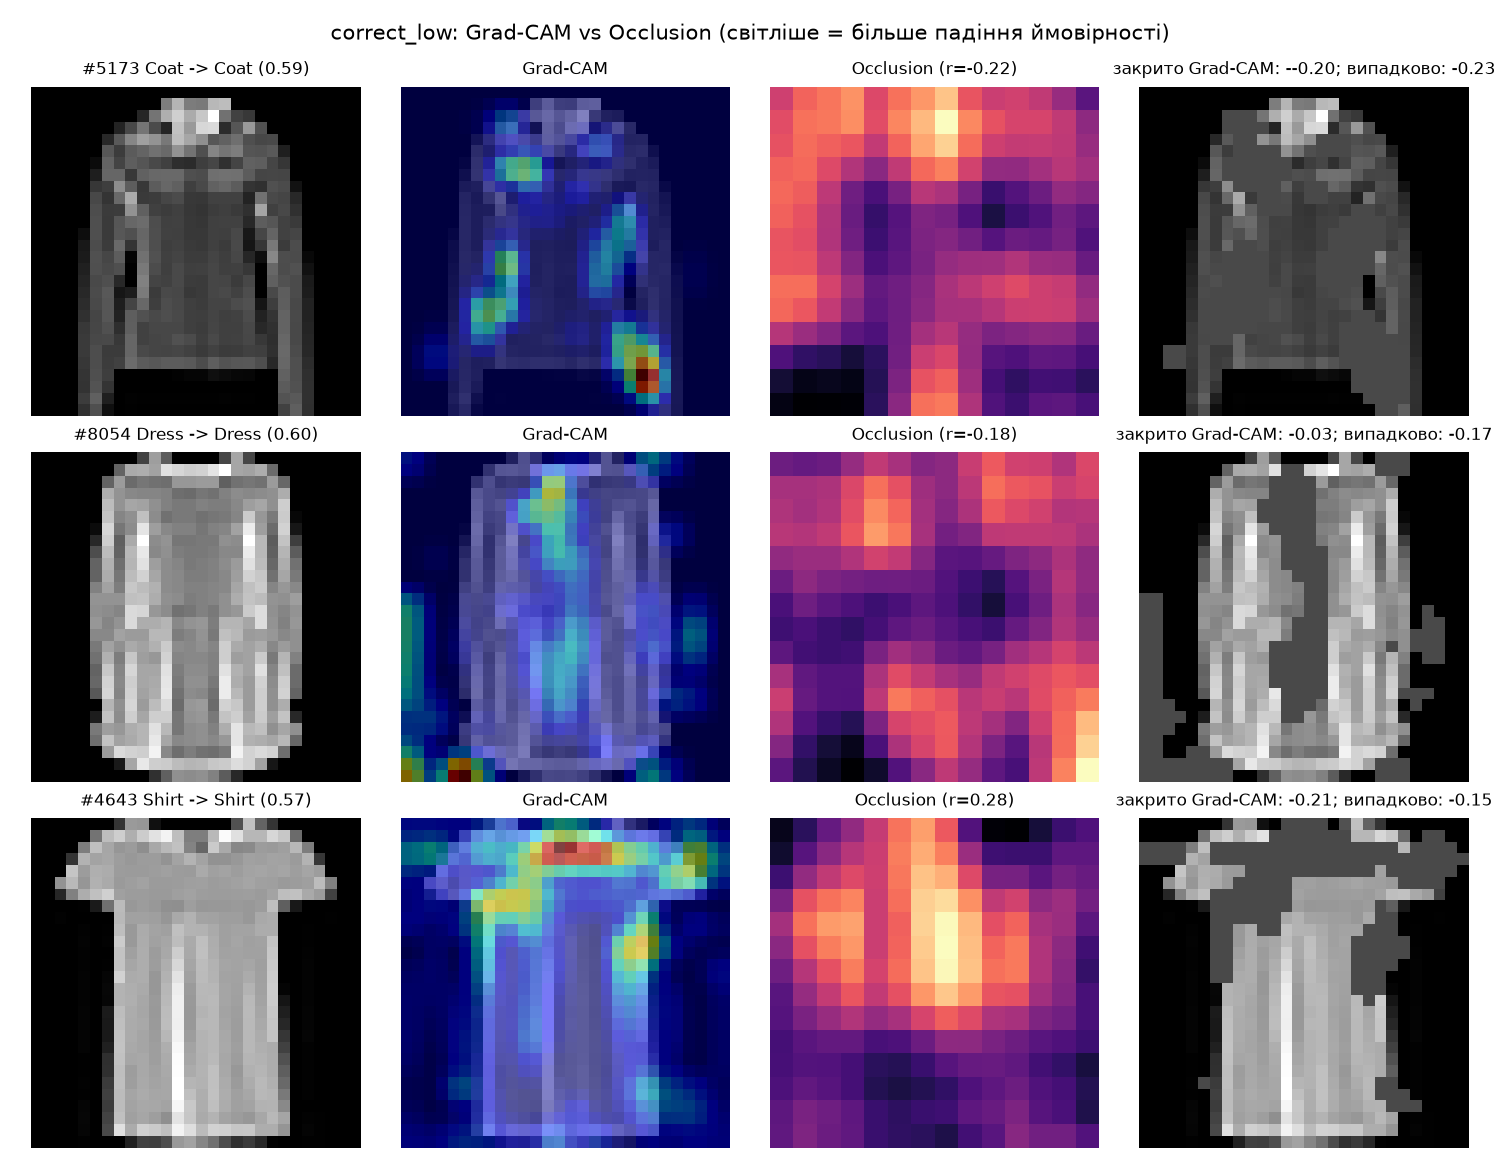 correct_low: Grad-CAM vs Occlusion (світліше = більше падіння ймовірності)
#5173 Coat -> Coat (0.59)
Grad-CAM
Occlusion (r=-0.22)
закрито Grad-CAM: --0.20; випадково: -0.23
#8054 Dress -> Dress (0.60)
Grad-CAM
Occlusion (r=-0.18)
закрито Grad-CAM: -0.03; випадково: -0.17
#4643 Shirt -> Shirt (0.57)
Grad-CAM
Occlusion (r=0.28)
закрито Grad-CAM: -0.21; випадково: -0.15